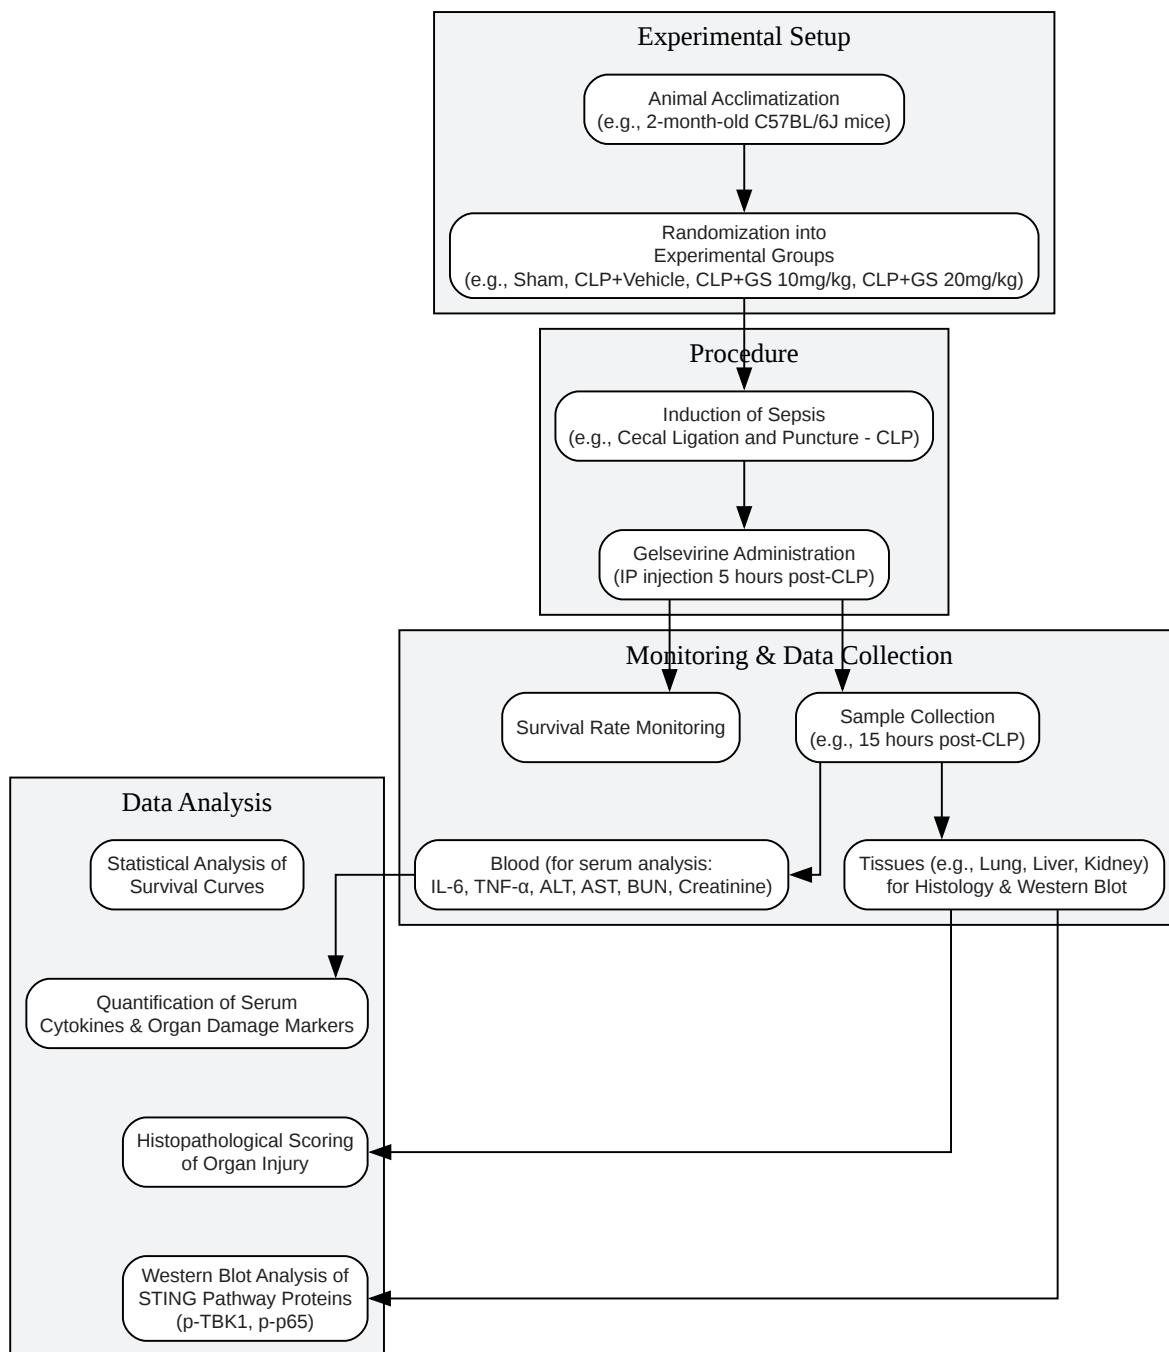 Experimental Setup
Animal Acclimatization
(e.g., 2-month-old C57BL/6J mice)
Randomization into
Experimental Groups
(e.g., Sham, CLP+Vehicle, CLP+GS 10mg/kg, CLP+GS 20mg/kg)
Procedure
Induction of Sepsis
(e.g., Cecal Ligation and Puncture - CLP)
Gelsevirine Administration
(IP injection 5 hours post-CLP)
Monitoring & Data Collection
Survival Rate Monitoring
Sample Collection
(e.g., 15 hours post-CLP)
Blood (for serum analysis:
IL-6, TNF-α, ALT, AST, BUN, Creatinine)
Tissues (e.g., Lung, Liver, Kidney)
for Histology & Western Blot
Data Analysis
Statistical Analysis of
Survival Curves
Quantification of Serum
Cytokines & Organ Damage Markers
Histopathological Scoring
of Organ Injury
Western Blot Analysis of
STING Pathway Proteins
(p-TBK1, p-p65)